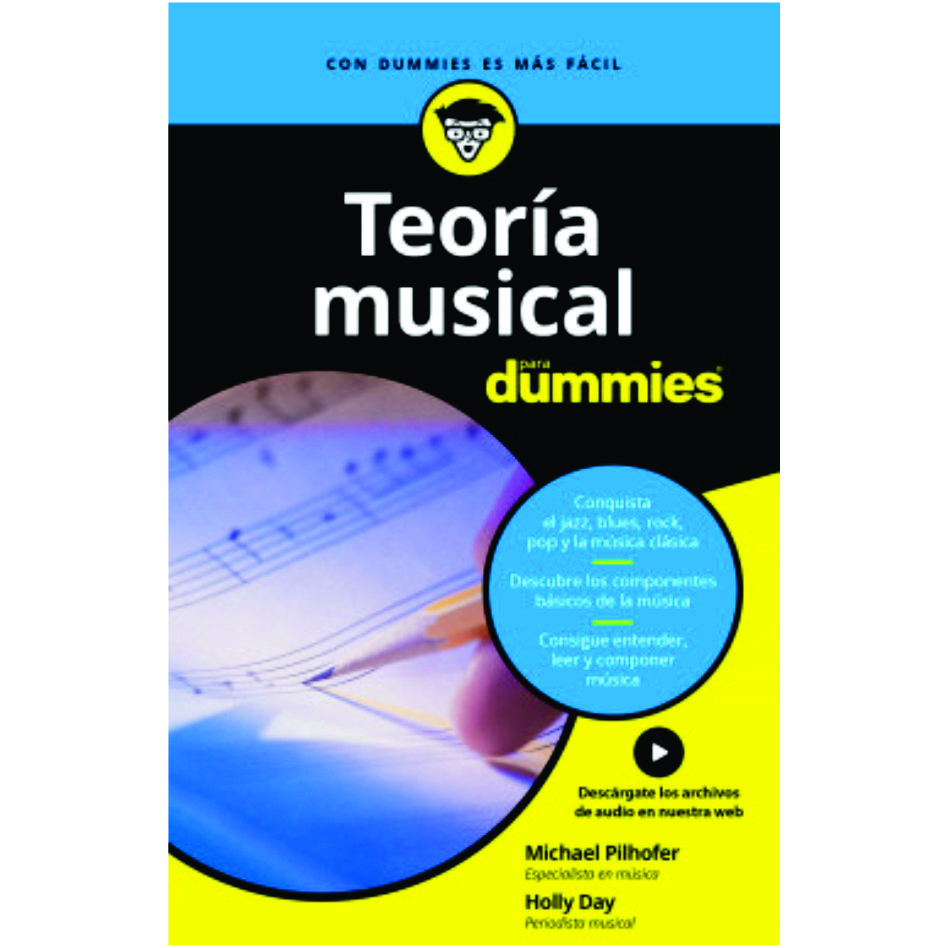 CON DUMMIES ES MÁS FÁCIL
Teoría
musical
para
dummies®
Conquista
el jazz, blues, rock,
pop y la música clásica
Descubre los componentes
básicos de la música
Consigue entender,
leer y componer
música
Descárgate los archivos
de audio en nuestra web
Michael Pilhofer
Especialista en música
Holly Day
Periodista musical